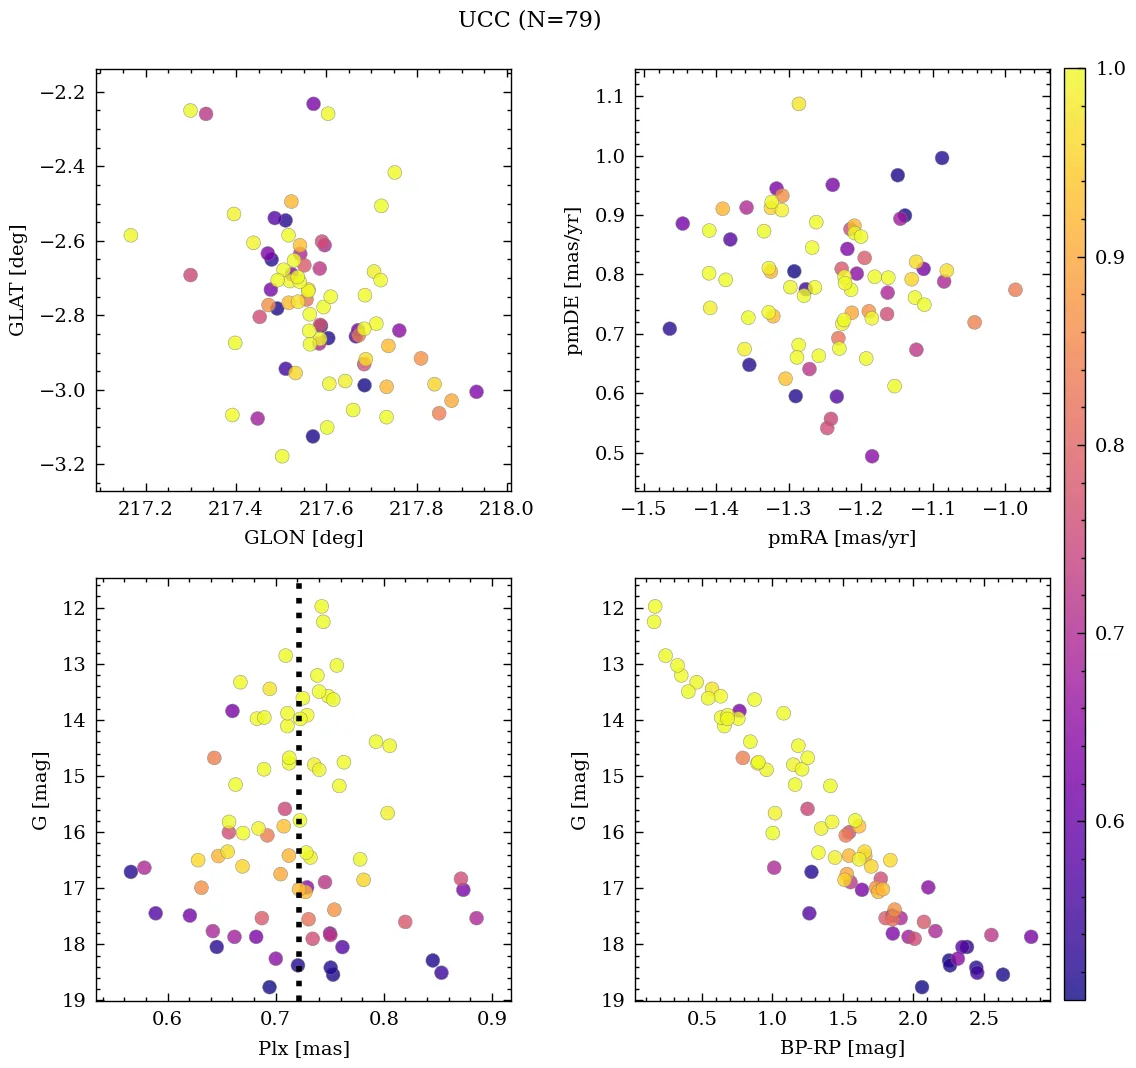 UCC (N=79)
−2.2
−2.4
−2.6
−2.8
−3.0
−3.2
GLAT [deg]
217.2 217.4 217.6 217.8 218.0
GLON [deg]
1.1
1.0
0.9
0.8
0.7
0.6
0.5
pmDE [mas/yr]
−1.5 −1.4 −1.3 −1.2 −1.1 −1.0
pmRA [mas/yr]
12
13
14
15
16
17
18
19
G [mag]
0.6 0.7 0.8 0.9
Plx [mas]
12
13
14
15
16
17
18
19
G [mag]
0.5 1.0 1.5 2.0 2.5
BP-RP [mag]
1.0
0.9
0.8
0.7
0.6